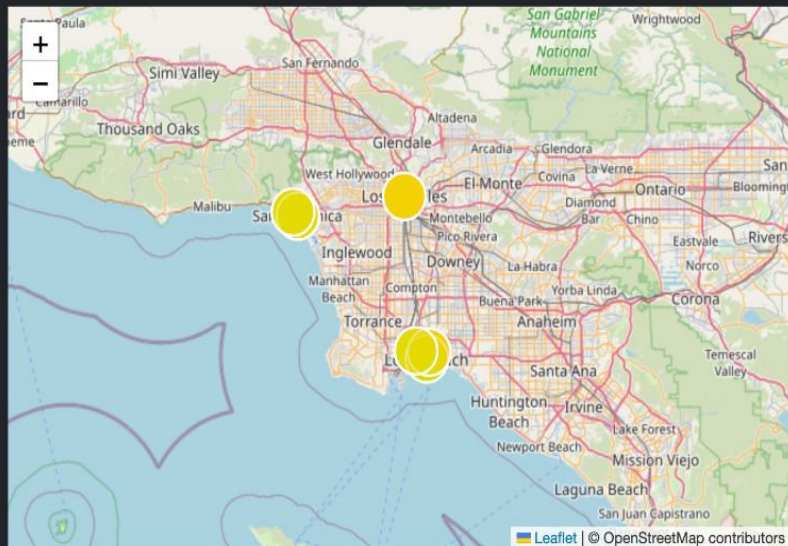 Wrightwood
San Gabriel
Mountains
National
Monument
+
Simi Valley
San Fernando
−
Camarillo
Thousand Oaks
Altadena
Glendale
Arcadia
Glendora
La Verne
West Hollywood
El Monte
Covina
Ontario
Malibu
Diamond
Bar
Montebello
Chino
Pico Rivera
Eastvale
Inglewood
Downey
La Habra
Norco
Manhattan
Beach
Compton
Yorba Linda
Buena Park
Corona
Torrance
Anaheim
Temescal
Valley
Santa Ana
Huntington
Beach
Irvine
Lake Forest
Newport Beach
Mission Viejo
Laguna Beach
San Juan Capistrano
Leaflet | © OpenStreetMap contributors